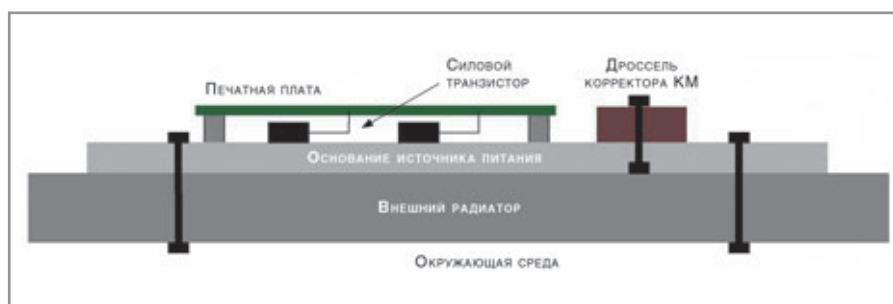 Силовой
транзистор
Дроссель
корректора КМ
Печатная плата
Основание источника питания
Внешний радиатор
Окружающая среда